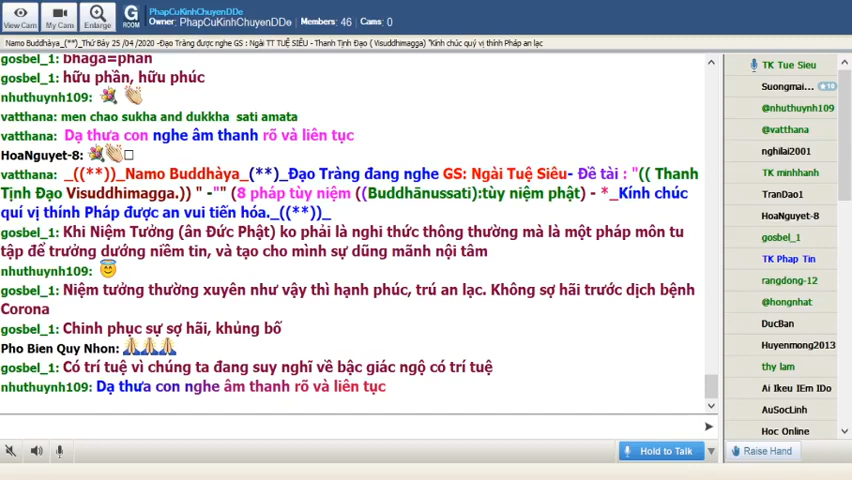 View Cam
My Cam
Enlarge
G
ROOM
PhapCuKinhChuyenDDe
Owner: PhapCuKinhChuyenDDe Members: 46 Cams: 0
Namo Buddhàya_(**)_Thứ Bảy 25 /04 /2020 -Đạo Tràng được nghe GS : Ngài TT TUỆ SIÊU - Thanh Tịnh Đạo ( Visuddhimagga) "Kính chúc quý vị thính Pháp an lạc
gosbel_1: bhaga=phần
gosbel_1: hữu phần, hữu phúc
nhuthuynh109:
vatthana: men chao sukha and dukkha sati amata
vatthana: Dạ thưa con nghe âm thanh rõ và liên tục
HoaNguyet-8:
vatthana: _((**))_Namo Buddhàya_(**)_Đạo Tràng đang nghe GS: Ngài Tuệ Siêu- Đề tài : "(( Thanh
Tịnh Đạo Visuddhimagga.)) " -"" (8 pháp tùy niệm ((Buddhānussati):tùy niệm phật) - *_Kính chúc
quí vị thính Pháp được an vui tiến hóa._((**))_
gosbel_1: Khi Niệm Tưởng (ân Đức Phật) ko phải là nghi thức thông thường mà là một pháp môn tu
tập để trưởng dướng niềm tin, và tạo cho mình sự dũng mãnh nội tâm
nhuthuynh109:
gosbel_1: Niệm tưởng thường xuyên như vậy thì hạnh phúc, trú an lạc. Không sợ hãi trước dịch bệnh
Corona
gosbel_1: Chinh phục sự sợ hãi, khủng bố
Pho Bien Quy Nhon:
gosbel_1: Có trí tuệ vì chúng ta đang suy nghĩ về bậc giác ngộ có trí tuệ
nhuthuynh109: Dạ thưa con nghe âm thanh rõ và liên tục
Hold to Talk
TK Tue Sieu
Suongmai... 10
@nhuthuynh109
@vatthana
nghilai2001
TK minhhanh
TranDao1
HoaNguyet-8
gosbel_1
TK Phap Tin
rangdong-12
@hongnhat
DucBan
Huyenmong2013
thy lam
Ai lkeu IErn IDo
AuSocLinh
Hoc Online
Raise Hand